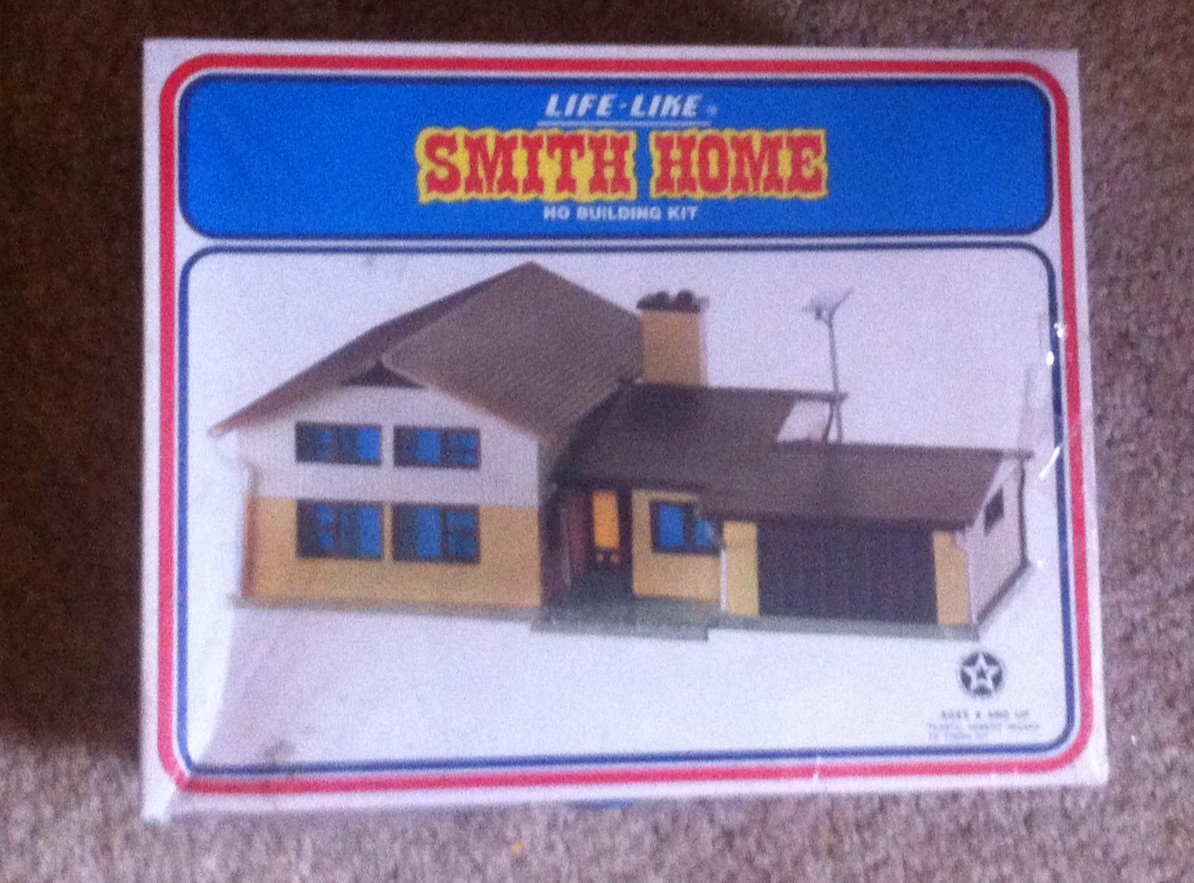 LIFE·LIKE®
SMITH HOME
HO BUILDING KIT
AGES 8 AND UP